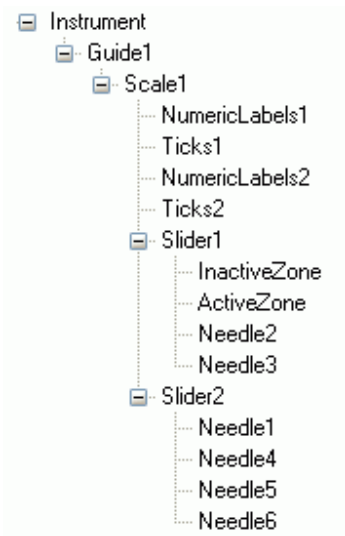 Instrument
Guide1
Scale1
NumericLabels1
Ticks1
NumericLabels2
Ticks2
Slider1
InactiveZone
ActiveZone
Needle2
Needle3
Slider2
Needle1
Needle4
Needle5
Needle6